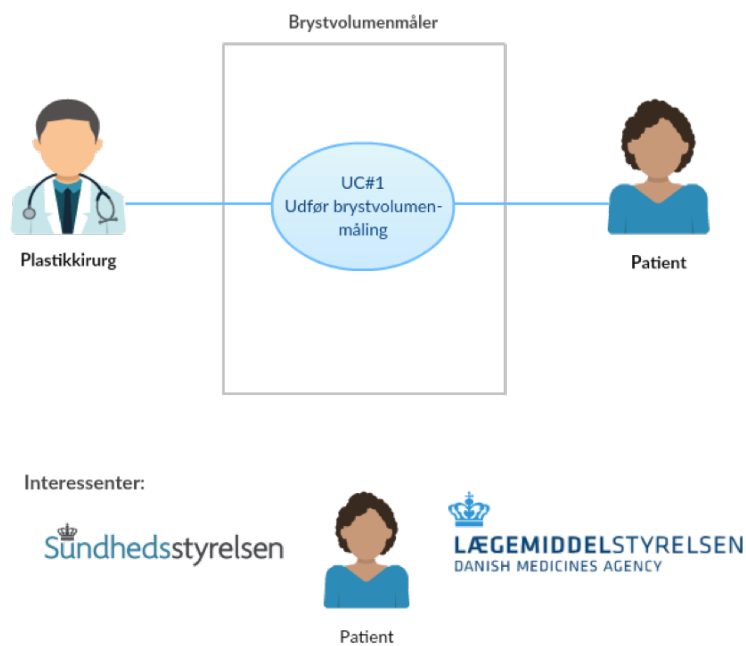 Brystvolumenmåler
UC#1
Udfør brystvolumen-
måling
Plastikkirurg
Patient
Interessenter:
Sundhedsstyrelsen
LÆGEMIDDELSTYRELSEN
DANISH MEDICINES AGENCY
Patient